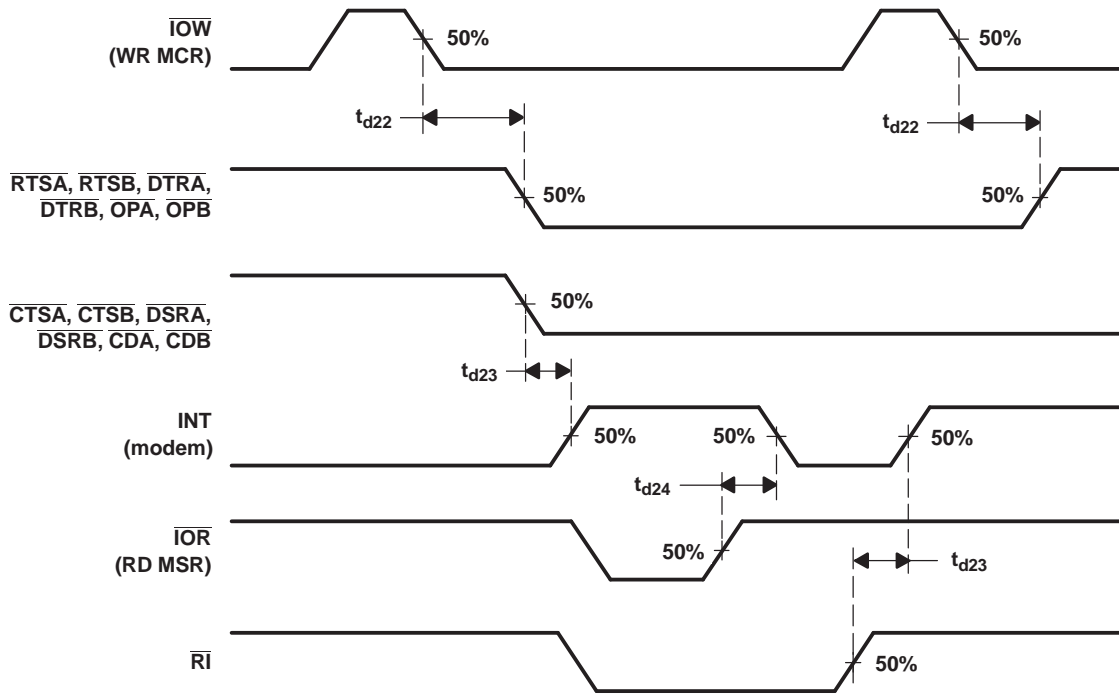 IOW
(WR MCR)
50%
50%
td22
td22
RTSA, RTSB, DTRA,
DTRB, OPA, OPB
50%
50%
CTSA, CTSB, DSRA,
DSRB, CDA, CDB
50%
td23
INT
(modem)
50%
50%
50%
td24
IOR
(RD MSR)
50%
td23
RI
50%